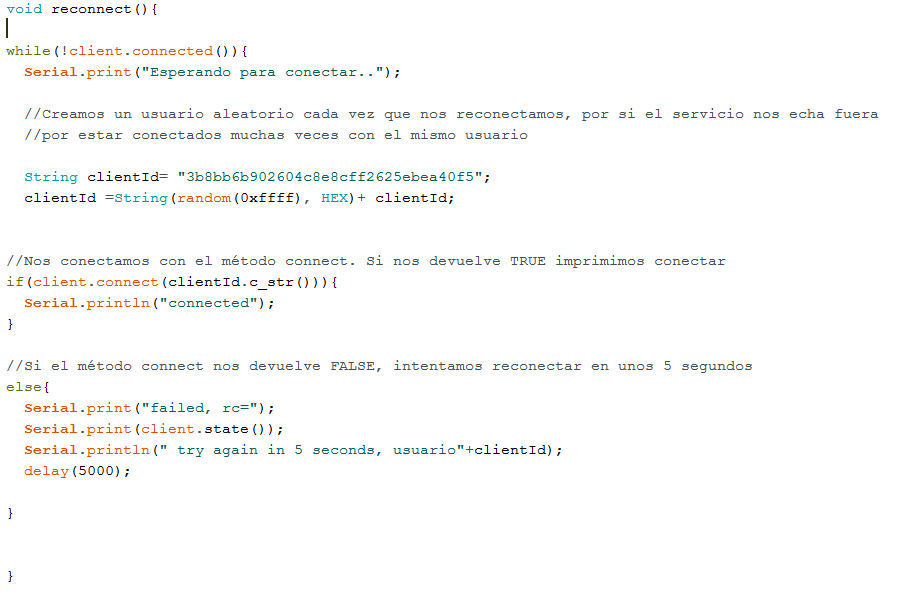 void reconnect(){
while(!client.connected()){
Serial.print("Esperando para conectar..");
//Creamos un usuario aleatorio cada vez que nos reconectamos, por si el servicio nos echa fuera
//por estar conectados muchas veces con el mismo usuario
String clientId= "3b8bb6b902604c8e8cff2625ebea40f5";
clientId =String(random(0xffff), HEX)+ clientId;
//Nos conectamos con el método connect. Si nos devuelve TRUE imprimimos conectar
if(client.connect(clientId.c_str())){
Serial.println("connected");
}
//Si el método connect nos devuelve FALSE, intentamos reconectar en unos 5 segundos
else{
Serial.print("failed, rc=");
Serial.print(client.state());
Serial.println(" try again in 5 seconds, usuario"+clientId);
delay(5000);
}
}